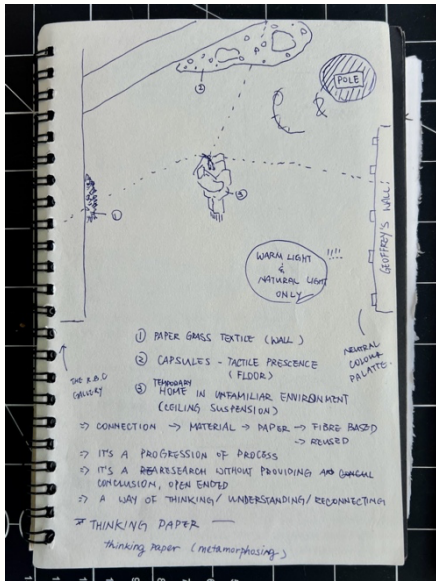 ②
POLE
①
③
GEOFFREY'S WALL!
WARM LIGHT
&
NATURAL LIGHT
ONLY
!!!!
NEUTRAL
COLOUR
PALATTE.
THE
GALLERY
① PAPER GRASS TEXTILE (WALL)
② CAPSULES - TACTILE PRESCENCE
(FLOOR)
TEMPORARY
③ HOME IN UNFAMILIAR ENVIRONMENT
(CEILING SUSPENSION)
⇒ CONNECTION → MATERIAL → PAPER → FIBRE BASED
→ REUSED
⇒ IT'S A PROGRESSION OF PROCESS
⇒ IT'S A RESEARCH WITHOUT PROVIDING
CONCLUSION, OPEN ENDED
⇒ A WAY OF THINKING/ UNDERSTANDING/ RECONNECTING
THINKING PAPER —
thinking paper (metamorphosing)